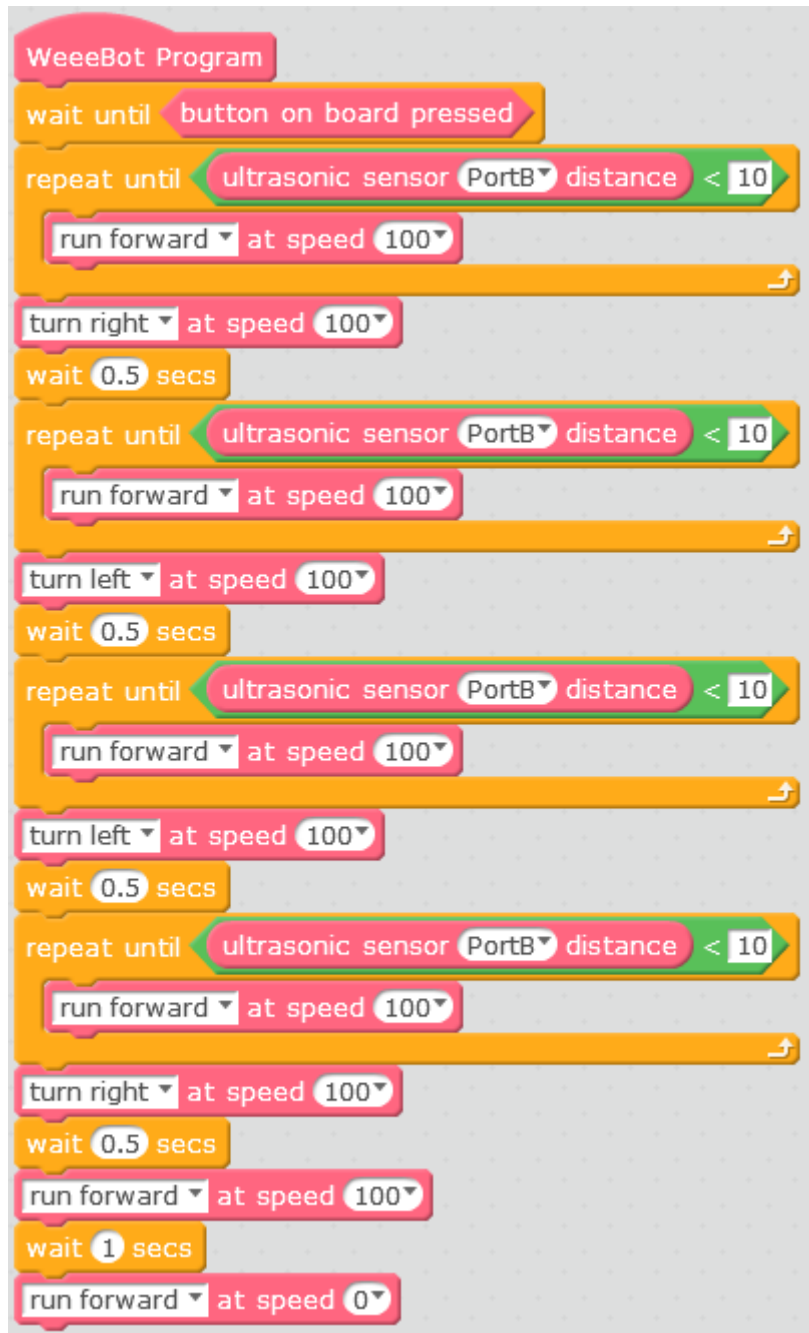 WeeeBot Program
wait until button on board pressed
repeat until ultrasonic sensor PortB distance < 10
run forward at speed 100
turn right at speed 100
wait 0.5 secs
repeat until ultrasonic sensor PortB distance < 10
run forward at speed 100
turn left at speed 100
wait 0.5 secs
repeat until ultrasonic sensor PortB distance < 10
run forward at speed 100
turn left at speed 100
wait 0.5 secs
repeat until ultrasonic sensor PortB distance < 10
run forward at speed 100
turn right at speed 100
wait 0.5 secs
run forward at speed 100
wait 1 secs
run forward at speed 0